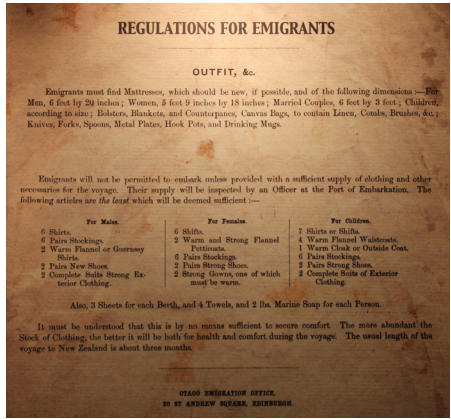 REGULATIONS FOR EMIGRANTS
OUTFIT, &c.
Emigrants must find Mattresses, which should be new, if possible, and of the following dimensions :—For
Men, 6 feet by 20 inches ; Women, 5 feet 9 inches by 18 inches ; Married Couples, 6 feet by 3 feet ; Children,
according to size ; Bolsters, Blankets, and Counterpanes, Canvas Bags, to contain Linen, Combs, Brushes, &c. ;
Knives, Forks, Spoons, Metal Plates, Hook Pots, and Drinking Mugs.
Emigrants will not be permitted to embark unless provided with a sufficient supply of clothing and other
necessaries for the voyage. Their supply will be inspected by an Officer at the Port of Embarkation. The
following articles are the least which will be deemed sufficient :—
For Males.
6 Shirts.
6 Pairs Stockings.
2 Warm Flannel or Guernsey
Shirts.
2 Pairs New Shoes.
2 Complete Suits Strong Ex-
terior Clothing.
For Females.
6 Shifts.
2 Warm and Strong Flannel
Petticoats.
6 Pairs Stockings.
2 Pairs Strong Shoes.
2 Strong Gowns, one of which
must be warm.
For Children.
7 Shirts or Shifts.
4 Warm Flannel Waistcoats.
1 Warm Cloak or Outside Coat.
6 Pairs Stockings.
2 Pairs Strong Shoes.
2 Complete Suits of Exterior
Clothing.
Also, 3 Sheets for each Berth, and 4 Towels, and 2 lbs. Marine Soap for each Person.
It must be understood that this is by no means sufficient to secure comfort. The more abundant the
Stock of Clothing, the better it will be both for health and comfort during the voyage. The usual length of the
voyage to New Zealand is about three months.
OTAGO EMIGRATION OFFICE,
20 ST ANDREW SQUARE, EDINBURGH.